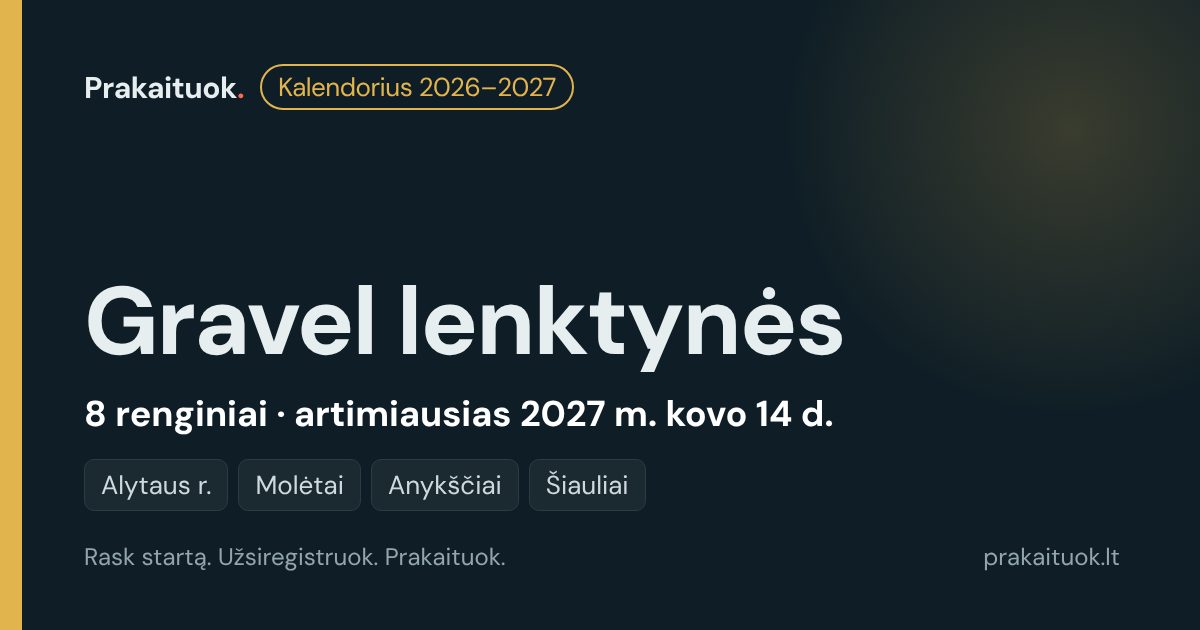 Prakaituok. Kalendorius 2026–2027
Gravel lenktynės
8 renginiai · artimiausias 2027 m. kovo 14 d.
Alytaus r. Molėtai Anykščiai Šiauliai
Rask startą. Užsiregistruok. Prakaituok. prakaituok.lt